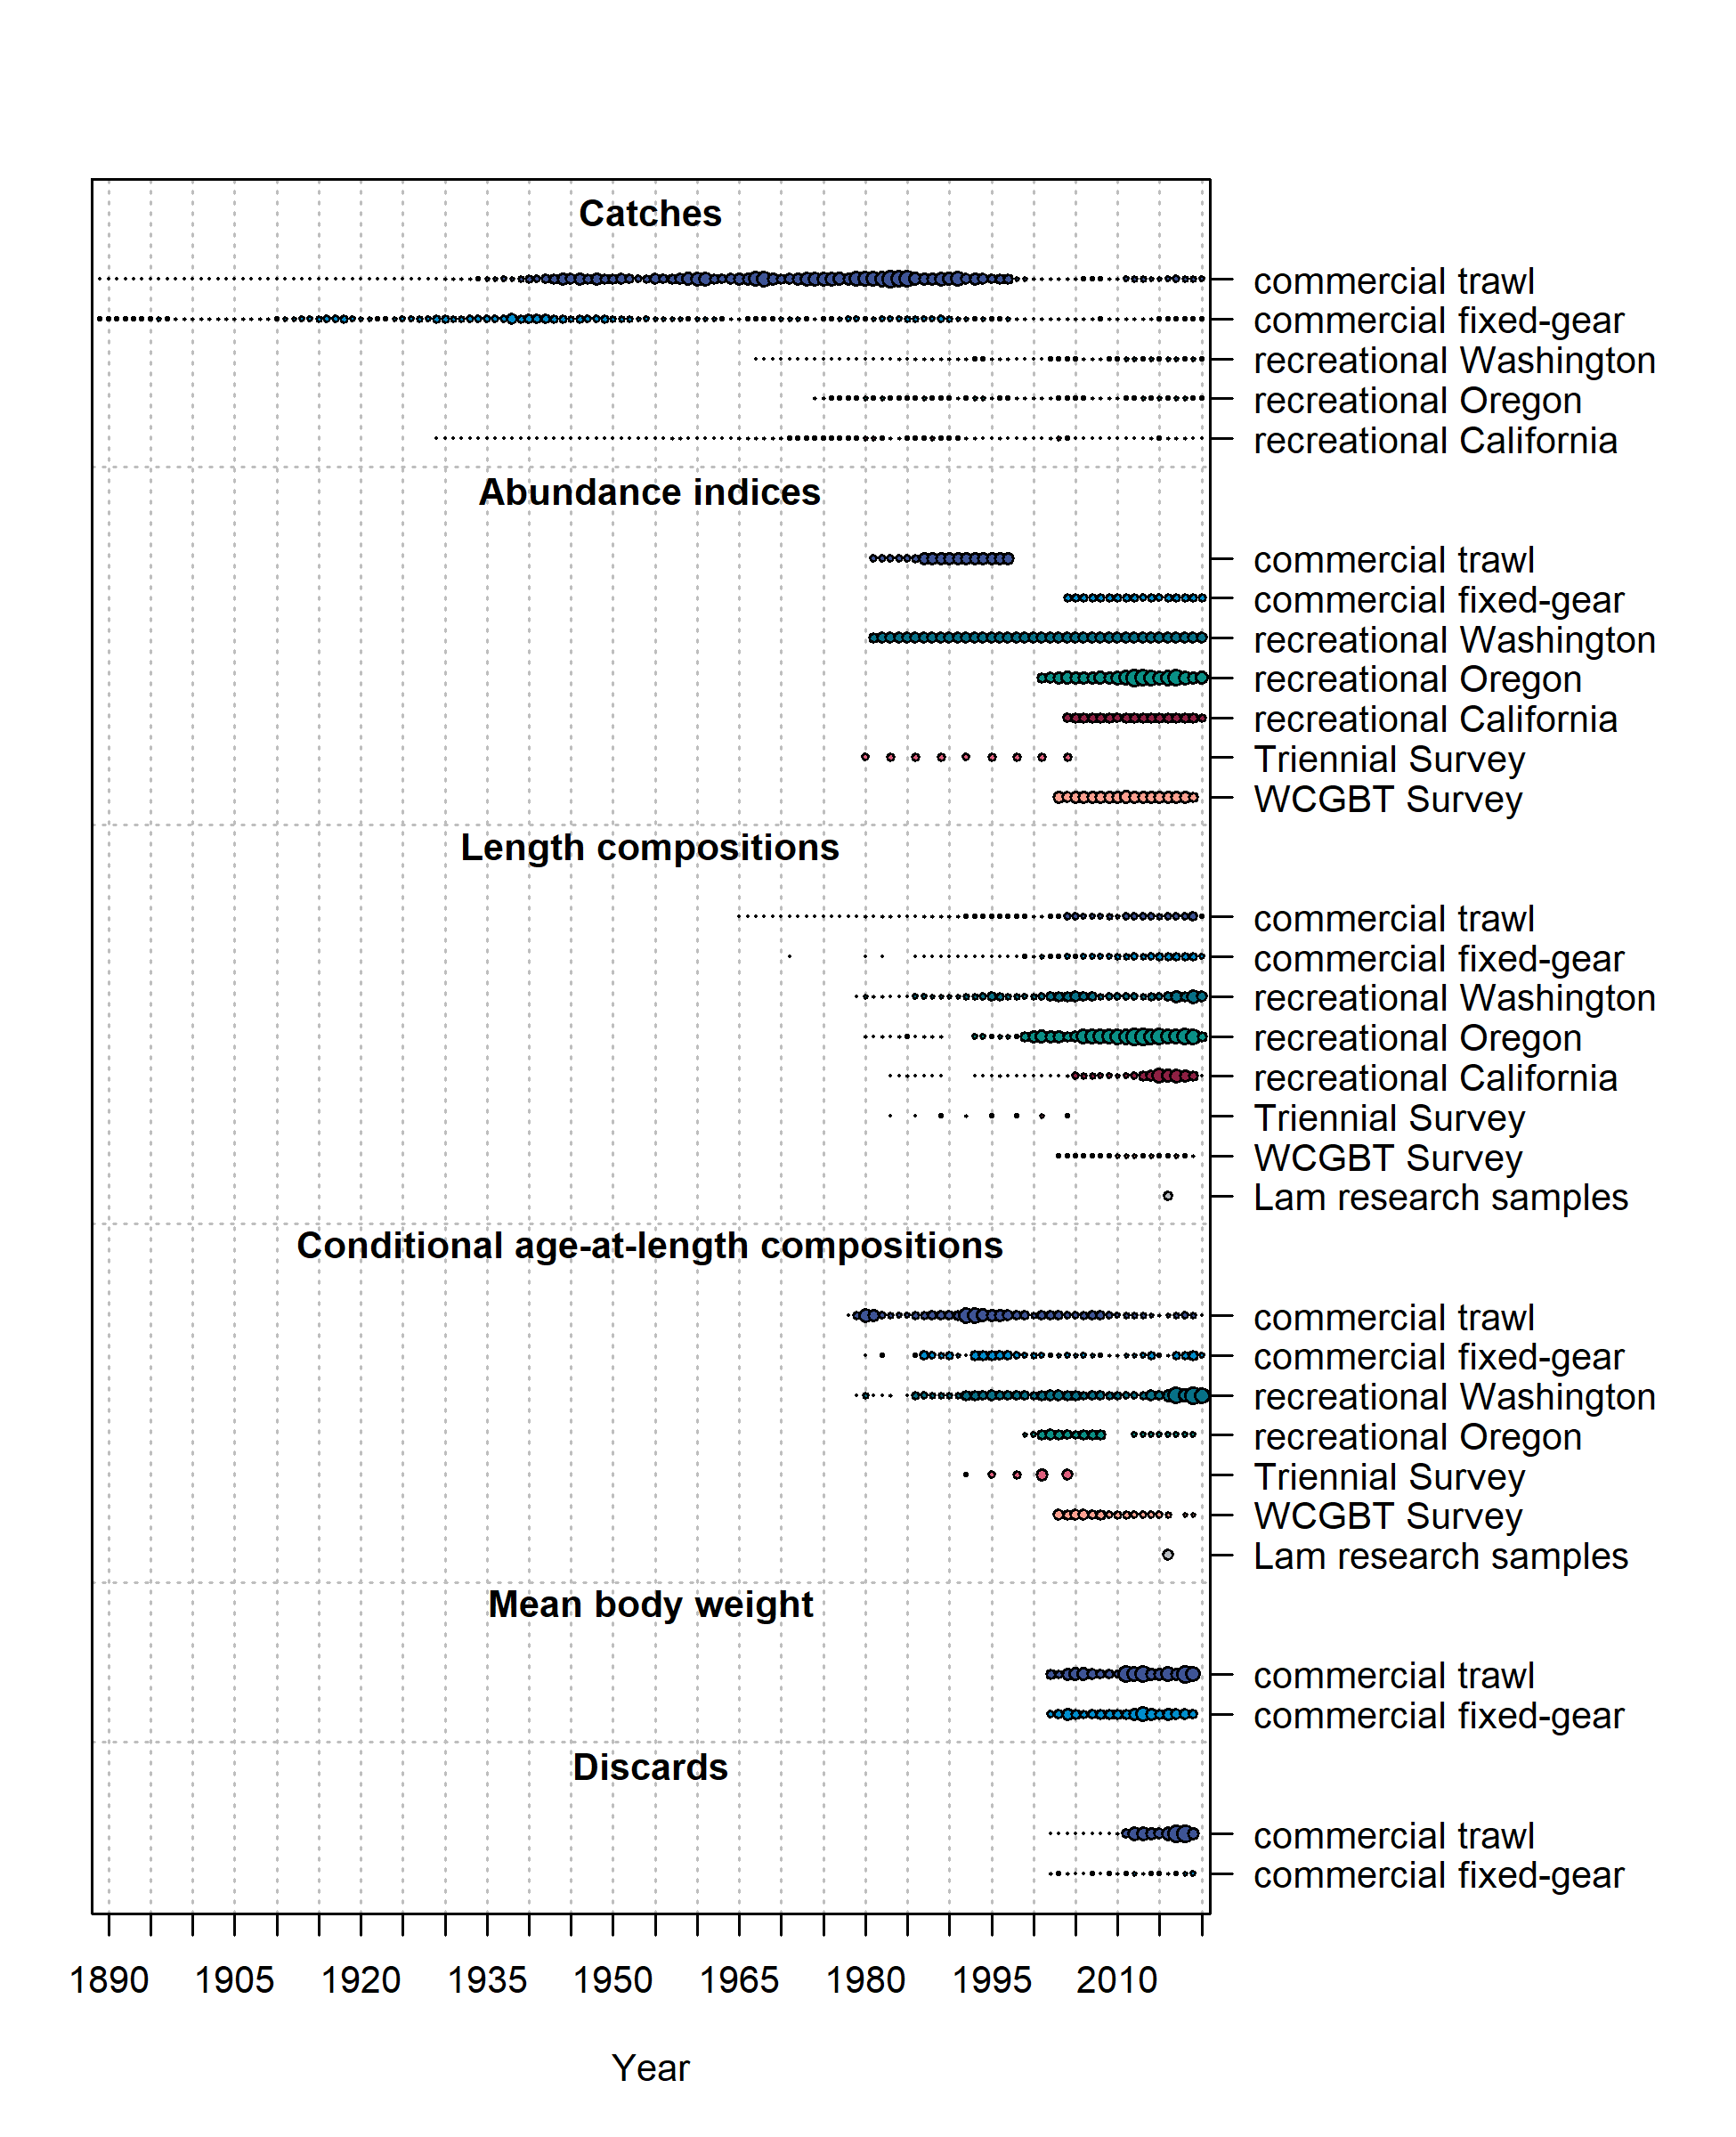 Catches
commercial trawl
commercial fixed-gear
recreational Washington
recreational Oregon
recreational California
Abundance indices
commercial trawl
commercial fixed-gear
recreational Washington
recreational Oregon
recreational California
Triennial Survey
WCGBT Survey
Length compositions
commercial trawl
commercial fixed-gear
recreational Washington
recreational Oregon
recreational California
Triennial Survey
WCGBT Survey
Lam research samples
Conditional age-at-length compositions
commercial trawl
commercial fixed-gear
recreational Washington
recreational Oregon
Triennial Survey
WCGBT Survey
Lam research samples
Mean body weight
commercial trawl
commercial fixed-gear
Discards
commercial trawl
commercial fixed-gear
1890 1905 1920 1935 1950 1965 1980 1995 2010
Year